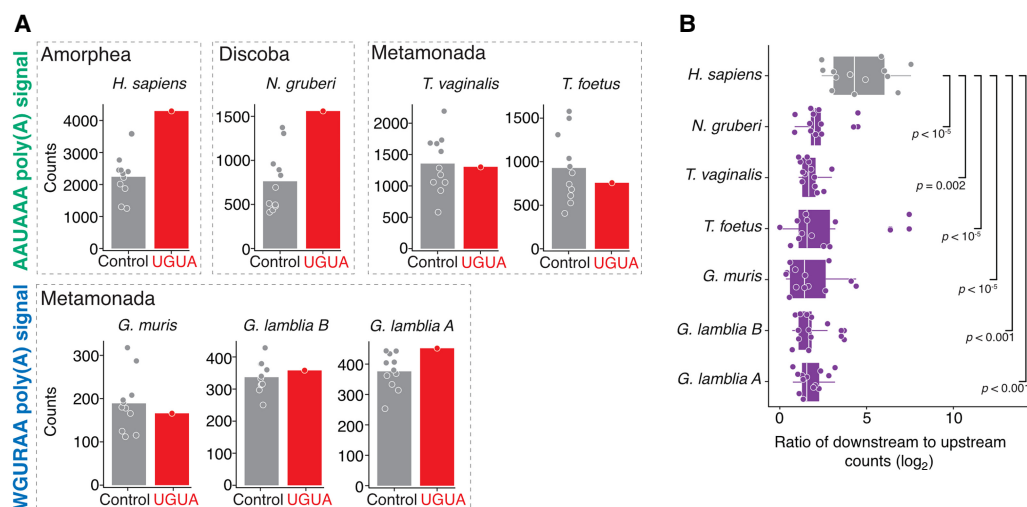 A
AAUAAA poly(A) signal
Amorphea
H. sapiens
Counts
4000
3000
2000
1000
0
Control UGUA
Discoba
N. gruberi
1500
1000
500
0
Control UGUA
Metamonada
T. vaginalis
2000
1500
1000
500
0
Control UGUA
T. foetus
1500
1000
500
0
Control UGUA
WGURAA poly(A) signal
Metamonada
G. muris
Counts
300
200
100
0
Control UGUA
G. lamblia B
400
300
200
100
0
Control UGUA
G. lamblia A
400
300
200
100
0
Control UGUA
B
H. sapiens
N. gruberi
T. vaginalis
T. foetus
G. muris
G. lamblia B
G. lamblia A
p < 10-5
p = 0.002
p < 10-5
p < 10-5
p < 0.001
p < 0.001
0 5 10
Ratio of downstream to upstream
counts (log2)